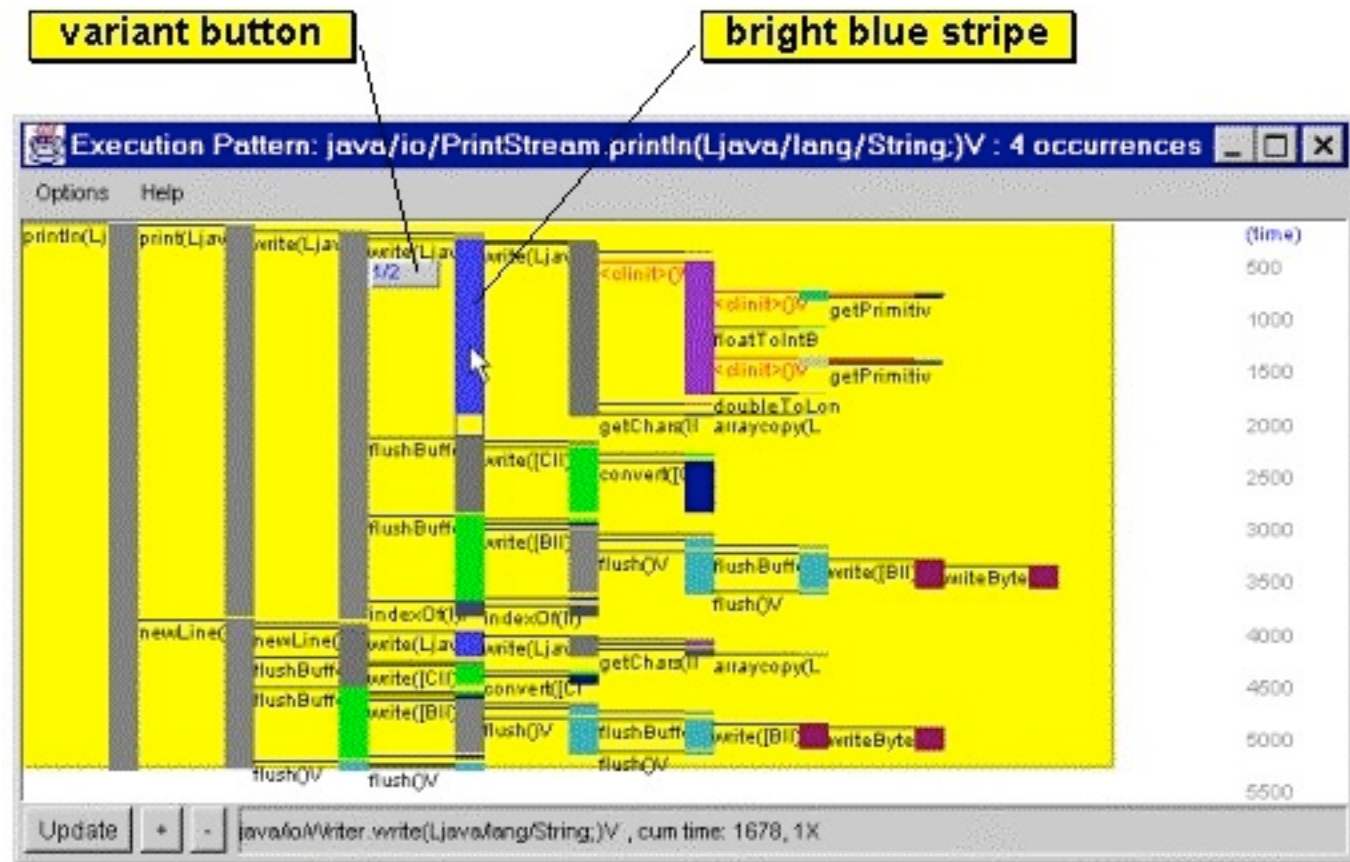 variant button
bright blue stripe
Execution Pattern: java/io/PrintStream.println(Ljava/lang/String;)V : 4 occurrences
Options Help
println(Lj print(Ljav write(Ljav write(Ljav write(Ljav (time)
1/2 <clinit>()V 500
<clinit>()V getPrimitiv
1000
floatToIntB
<clinit>()V getPrimitiv 1500
doubleToLon
getChars(II arraycopy(L 2000
flushBuffe write([CII) convert([C 2500
flushBuffe write([BII) 3000
flush()V flushBuffe write([BII) writeByte 3500
flush()V
indexOf(I) indexOf(II)
newLine( newLine( write(Ljav write(Ljav 4000
getChars(II arraycopy(L
flushBuffe write([CII) convert([CI 4500
flushBuffe write([BII)
flush()V flushBuffe write([BII) writeByte 5000
flush()V flush()V flush()V
5500
Update + - java/io/Writer.write(Ljava/lang/String;)V , cum time: 1678, 1X